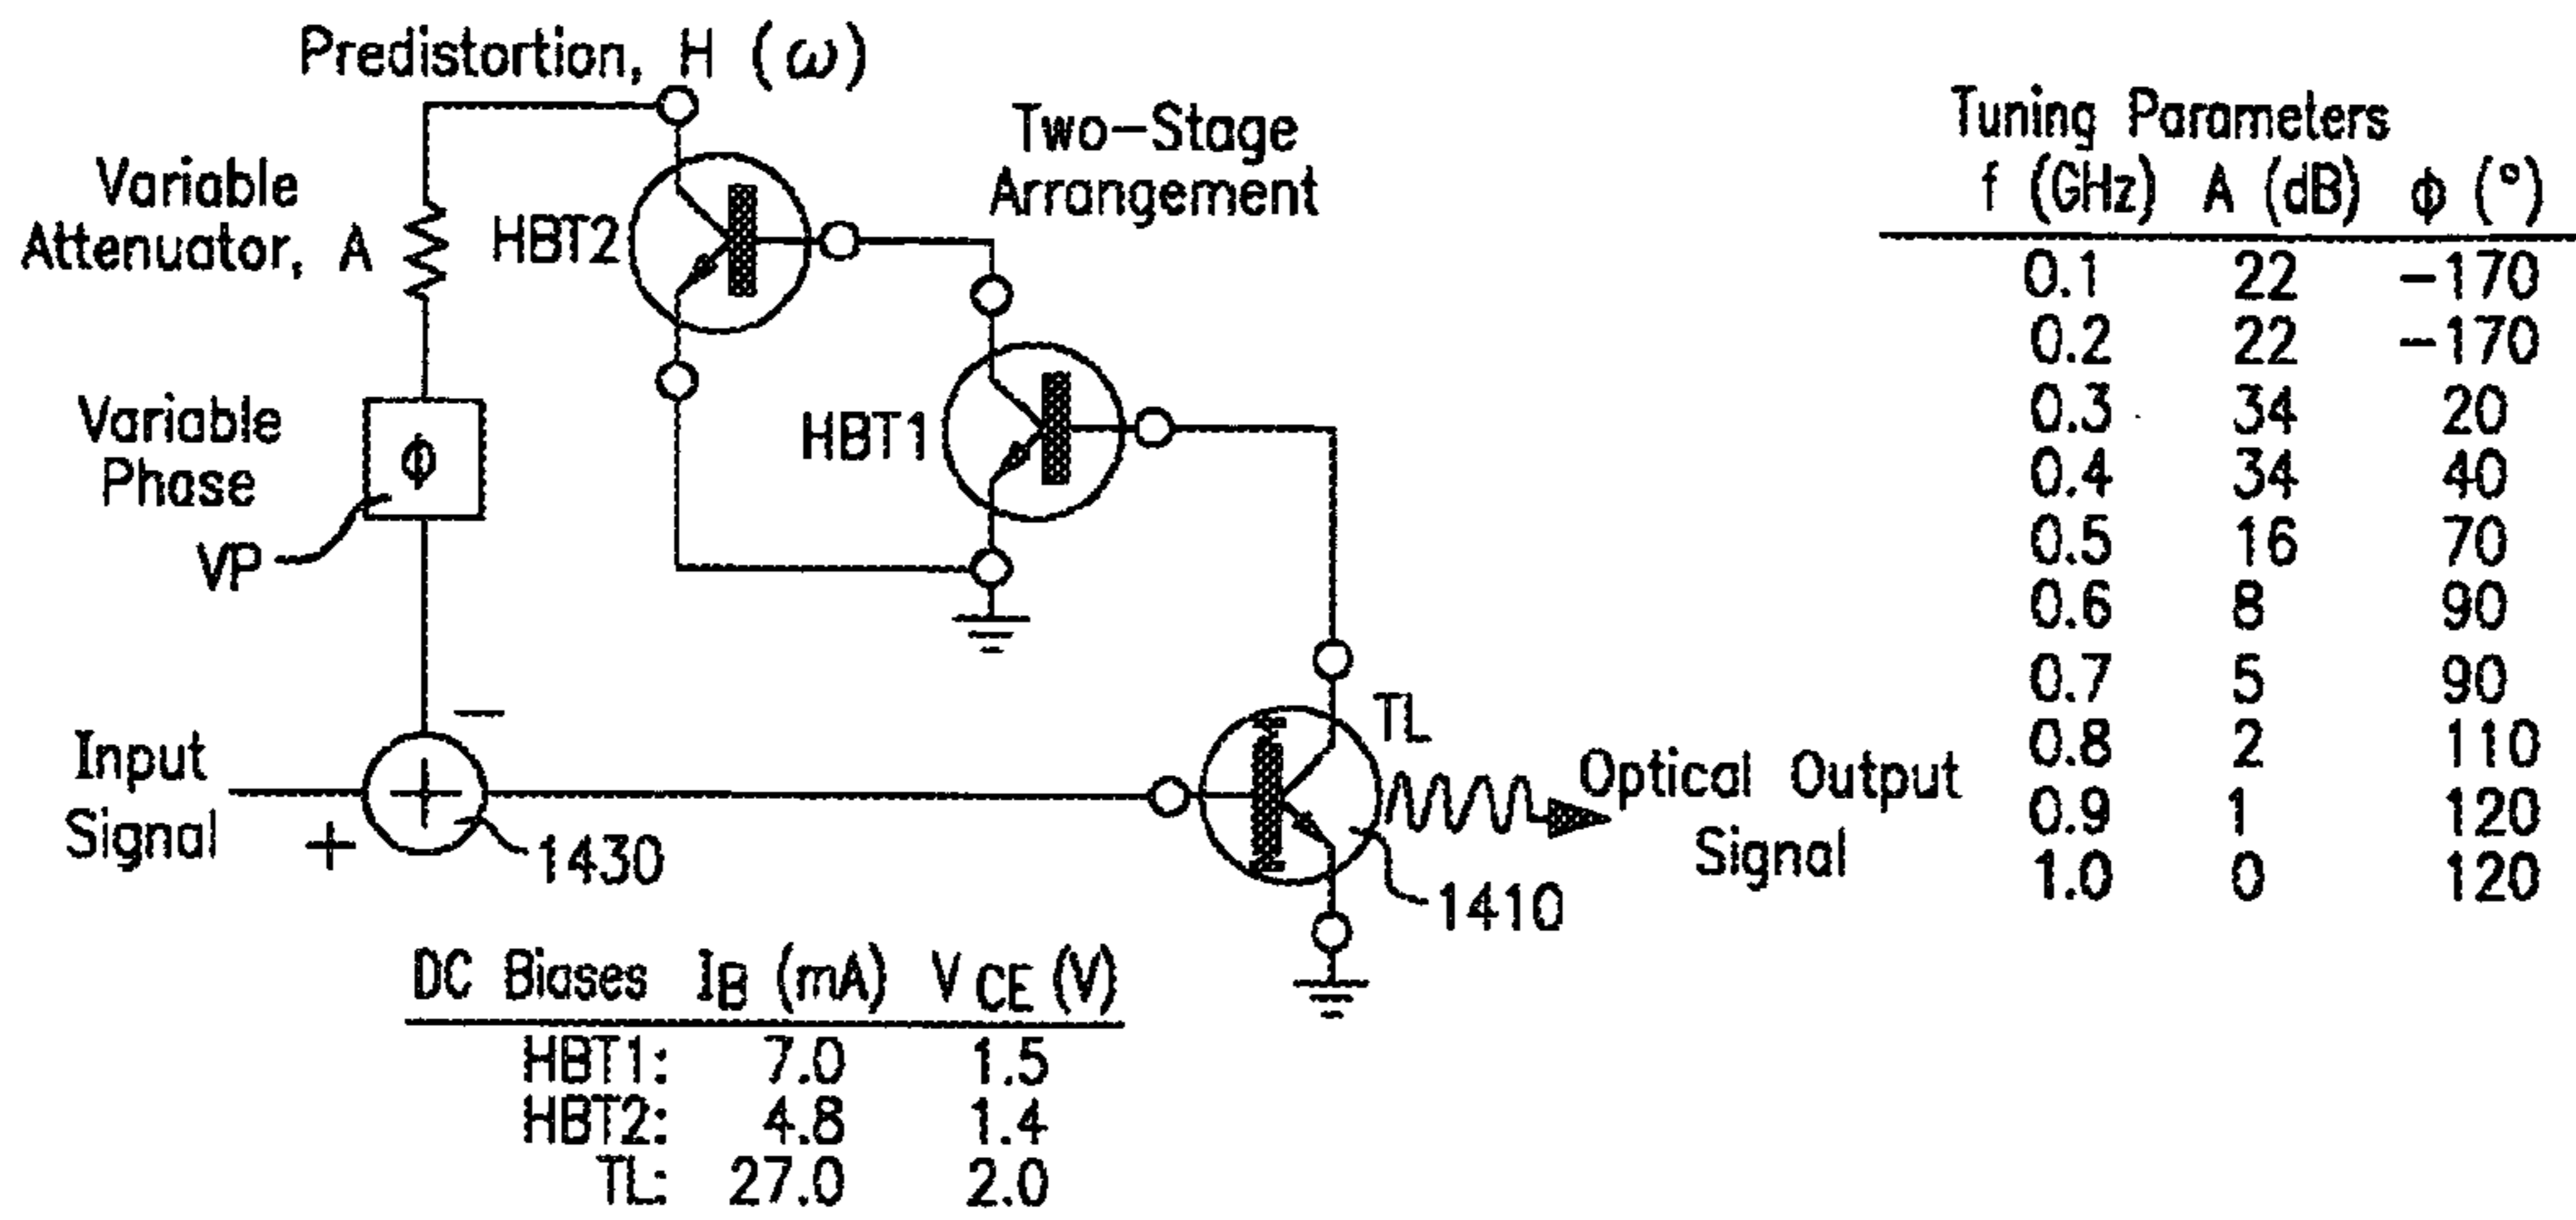 Predistortion, H (ω)
Two-Stage
Arrangement
Variable
Attenuator, A
HBT2
HBT1
Variable
Phase
ϕ
VP
−
Input
Signal
+
+
1430
TL
Optical Output
Signal
1410
DC Biases IB (mA) VCE (V)
HBT1: 7.0 1.5
HBT2: 4.8 1.4
TL: 27.0 2.0
Tuning Parameters
f (GHz) A (dB) ϕ (°)
0.1 22 −170
0.2 22 −170
0.3 34 20
0.4 34 40
0.5 16 70
0.6 8 90
0.7 5 90
0.8 2 110
0.9 1 120
1.0 0 120